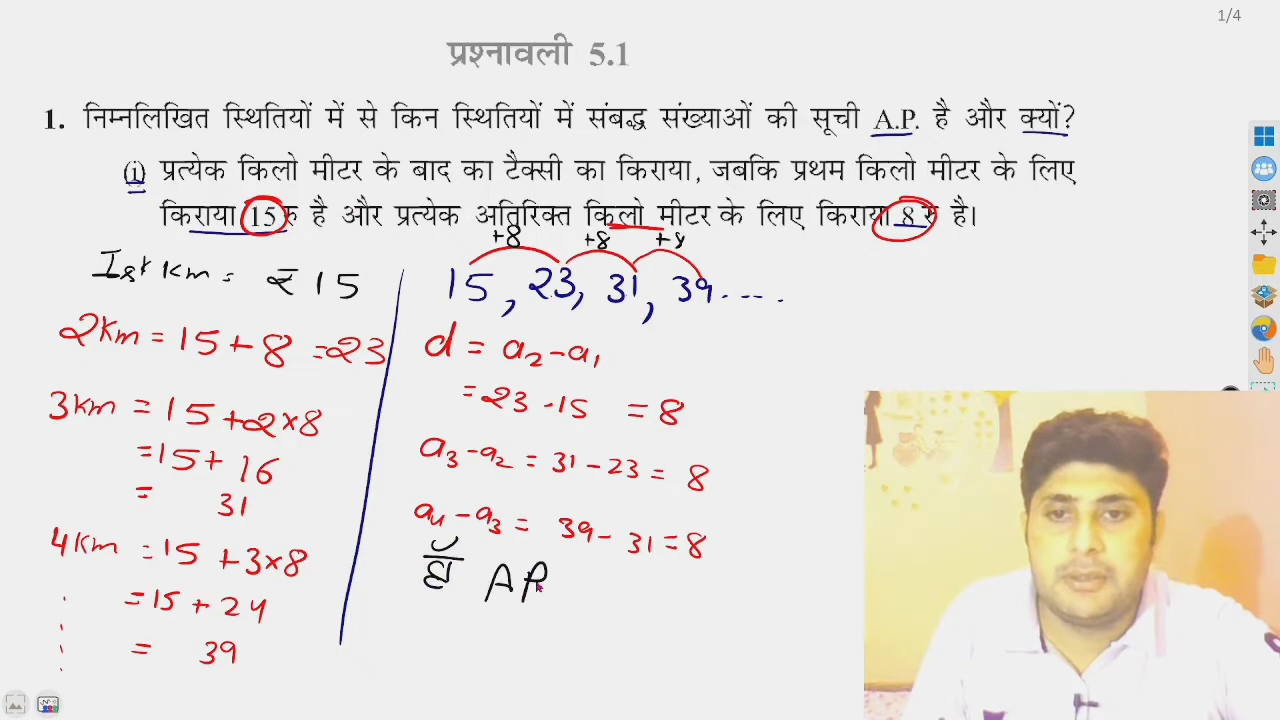 1/4
प्रश्नावली 5.1
1. निम्नलिखित स्थितियों में से किन स्थितियों में संबद्ध संख्याओं की सूची A.P. है और क्यों?
(i) प्रत्येक किलो मीटर के बाद का टैक्सी का किराया, जबकि प्रथम किलो मीटर के लिए
किराया 15 रु है और प्रत्येक अतिरिक्त किलो मीटर के लिए किराया 8 रु है।
+8 +8 +8
Ist km = ₹ 15
2km = 15 + 8 = 23
3km = 15 + 2×8
= 15 + 16
= 31
4km = 15 + 3×8
= 15 + 24
= 39
15, 23, 31, 39....
d = a₂ - a₁
= 23 - 15 = 8
a₃ - a₂ = 31 - 23 = 8
a₄ - a₃ = 39 - 31 = 8
हाँ AP